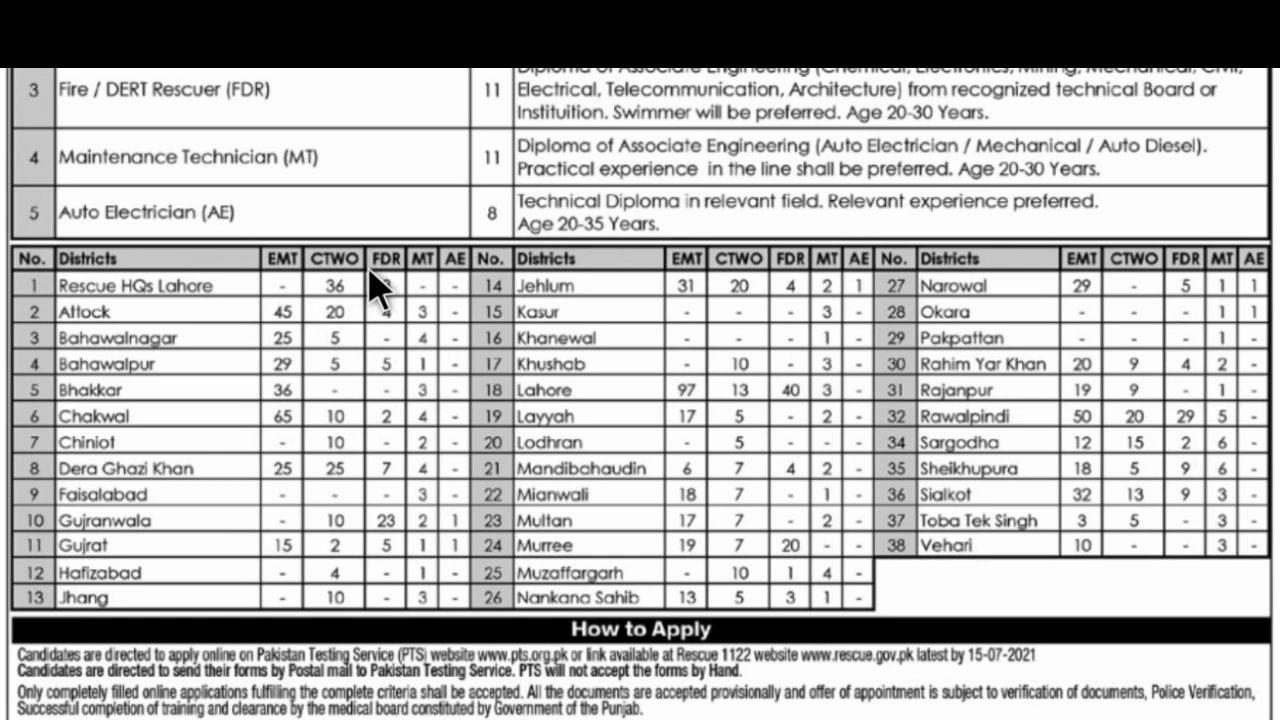 3 Fire / DERT Rescuer (FDR) 11 Diploma of Associate Engineering (Chemical, Electronics, Mining, Mechanical, Civil,
Electrical, Telecommunication, Architecture) from recognized technical Board or
Instituition. Swimmer will be preferred. Age 20-30 Years.
4 Maintenance Technician (MT) 11 Diploma of Associate Engineering (Auto Electrician / Mechanical / Auto Diesel).
Practical experience in the line shall be preferred. Age 20-30 Years.
5 Auto Electrician (AE) 8 Technical Diploma in relevant field. Relevant experience preferred.
Age 20-35 Years.
No. Districts EMT CTWO FDR MT AE No. Districts EMT CTWO FDR MT AE No. Districts EMT CTWO FDR MT AE
1 Rescue HQs Lahore - 36 - - 14 Jehlum 31 20 4 2 1 27 Narowal 29 - 5 1 1
2 Attock 45 20 4 3 - 15 Kasur - - - 3 - 28 Okara - - - 1 1
3 Bahawalnagar 25 5 - 4 - 16 Khanewal - - - 1 - 29 Pakpattan - - - 1 -
4 Bahawalpur 29 5 5 1 - 17 Khushab - 10 - 3 - 30 Rahim Yar Khan 20 9 4 2 -
5 Bhakkar 36 - - 3 - 18 Lahore 97 13 40 3 - 31 Rajanpur 19 9 - 1 -
6 Chakwal 65 10 2 4 - 19 Layyah 17 5 - 2 - 32 Rawalpindi 50 20 29 5 -
7 Chiniot - 10 - 2 - 20 Lodhran - 5 - - - 34 Sargodha 12 15 2 6 -
8 Dera Ghazi Khan 25 25 7 4 - 21 Mandibahaudin 6 7 4 2 - 35 Sheikhupura 18 5 9 6 -
9 Faisalabad - - - 3 - 22 Mianwali 18 7 - 1 - 36 Sialkot 32 13 9 3 -
10 Gujranwala - 10 23 2 1 23 Multan 17 7 - 2 - 37 Toba Tek Singh 3 5 - 3 -
11 Gujrat 15 2 5 1 1 24 Murree 19 7 20 - - 38 Vehari 10 - - 3 -
12 Hafizabad - 4 - 1 - 25 Muzaffargarh - 10 1 4 -
13 Jhang - 10 - 3 - 26 Nankana Sahib 13 5 3 1 -
How to Apply
Candidates are directed to apply online on Pakistan Testing Service (PTS) website www.pts.org.pk or link available at Rescue 1122 website www.rescue.gov.pk latest by 15-07-2021
Candidates are directed to send their forms by Postal mail to Pakistan Testing Service. PTS will not accept the forms by Hand.
Only completely filled online applications fulfilling the complete criteria shall be accepted. All the documents are accepted provisionally and offer of appointment is subject to verification of documents, Police Verification,
Successful completion of training and clearance by the medical board constituted by Government of the Punjab.